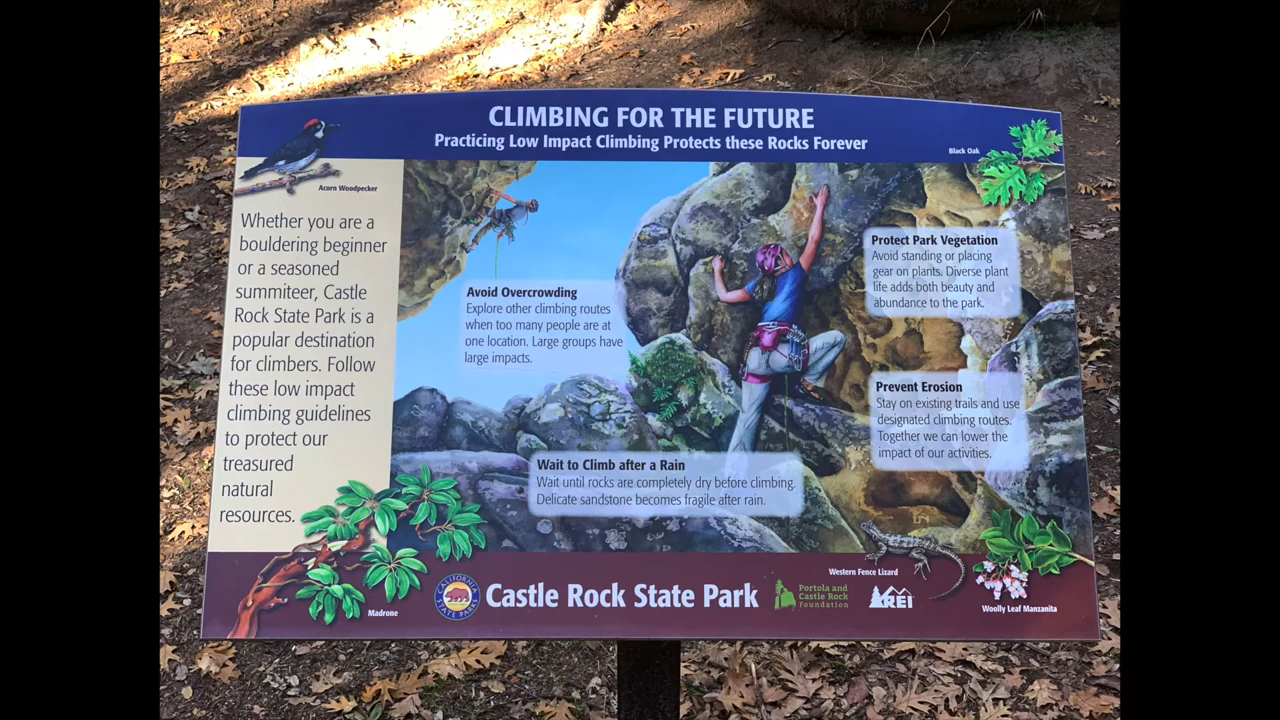 CLIMBING FOR THE FUTURE
Practicing Low Impact Climbing Protects these Rocks Forever
Black Oak
Acorn Woodpecker
Whether you are a
bouldering beginner
or a seasoned
summiteer, Castle
Rock State Park is a
popular destination
for climbers. Follow
these low impact
climbing guidelines
to protect our
treasured
natural
resources.
Avoid Overcrowding
Explore other climbing routes
when too many people are at
one location. Large groups have
large impacts.
Protect Park Vegetation
Avoid standing or placing
gear on plants. Diverse plant
life adds both beauty and
abundance to the park.
Prevent Erosion
Stay on existing trails and use
designated climbing routes.
Together we can lower the
impact of our activities.
Wait to Climb after a Rain
Wait until rocks are completely dry before climbing.
Delicate sandstone becomes fragile after rain.
Madrone
CALIFORNIA
STATE PARKS
Castle Rock State Park
Portola and
Castle Rock
Foundation
REI
Western Fence Lizard
Woolly Leaf Manzanita